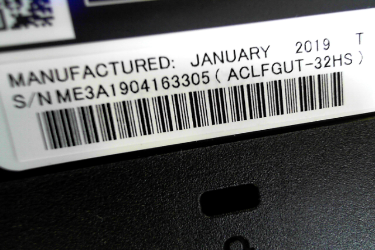 MANUFACTURED: JANUARY 2019 T
S/N ME3A1904163305 ( ACLFGUT-32HS )